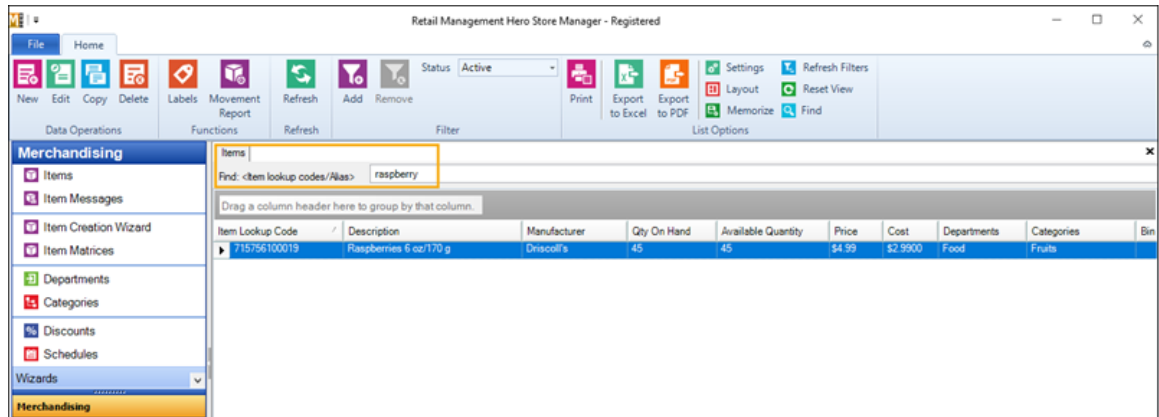 Retail Management Hero Store Manager - Registered
File Home
New Edit Copy Delete
Data Operations
Labels Movement Report
Functions
Refresh
Refresh
Add Remove
Status Active
Filter
Print Export to Excel Export to PDF
Settings Refresh Filters
Layout Reset View
Memorize Find
List Options
Merchandising
Items
Item Messages
Item Creation Wizard
Item Matrices
Departments
Categories
Discounts
Schedules
Wizards
Merchandising
Items
Find: <Item lookup codes/Alias> raspberry
Drag a column header here to group by that column.
Item Lookup Code Description Manufacturer Qty On Hand Available Quantity Price Cost Departments Categories Bin
715756100019 Raspberries 6 oz/170 g Driscoll's 45 45 $4.99 $2.9900 Food Fruits